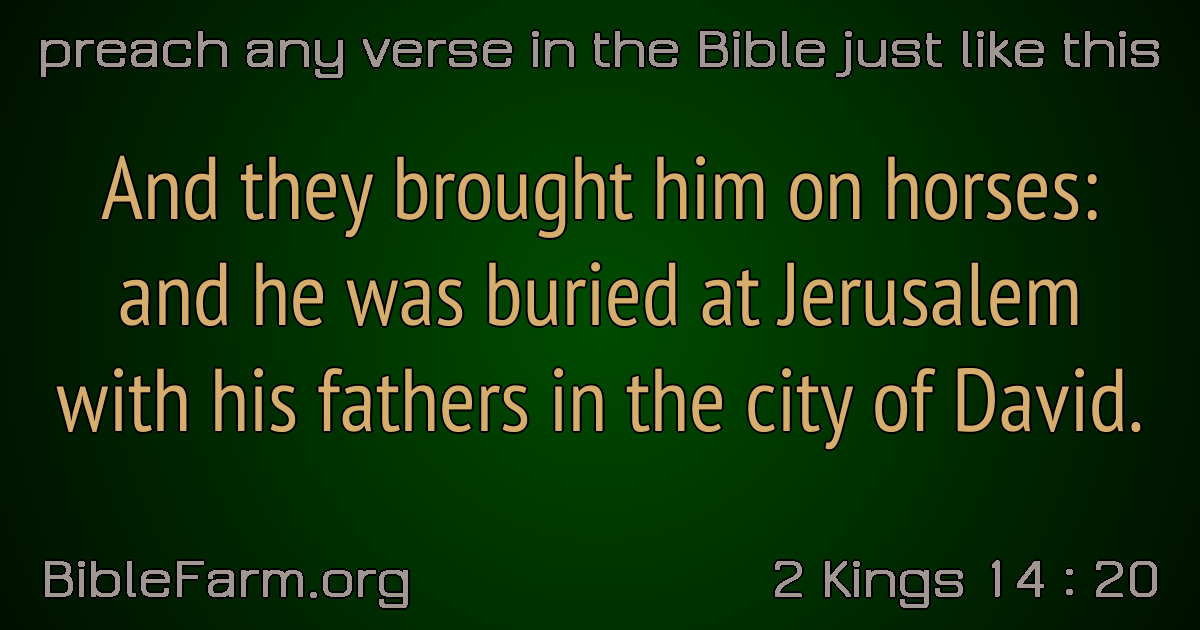 preach any verse in the Bible just like this
And they brought him on horses:
and he was buried at Jerusalem
with his fathers in the city of David.
BibleFarm.org
2 Kings 14 : 20